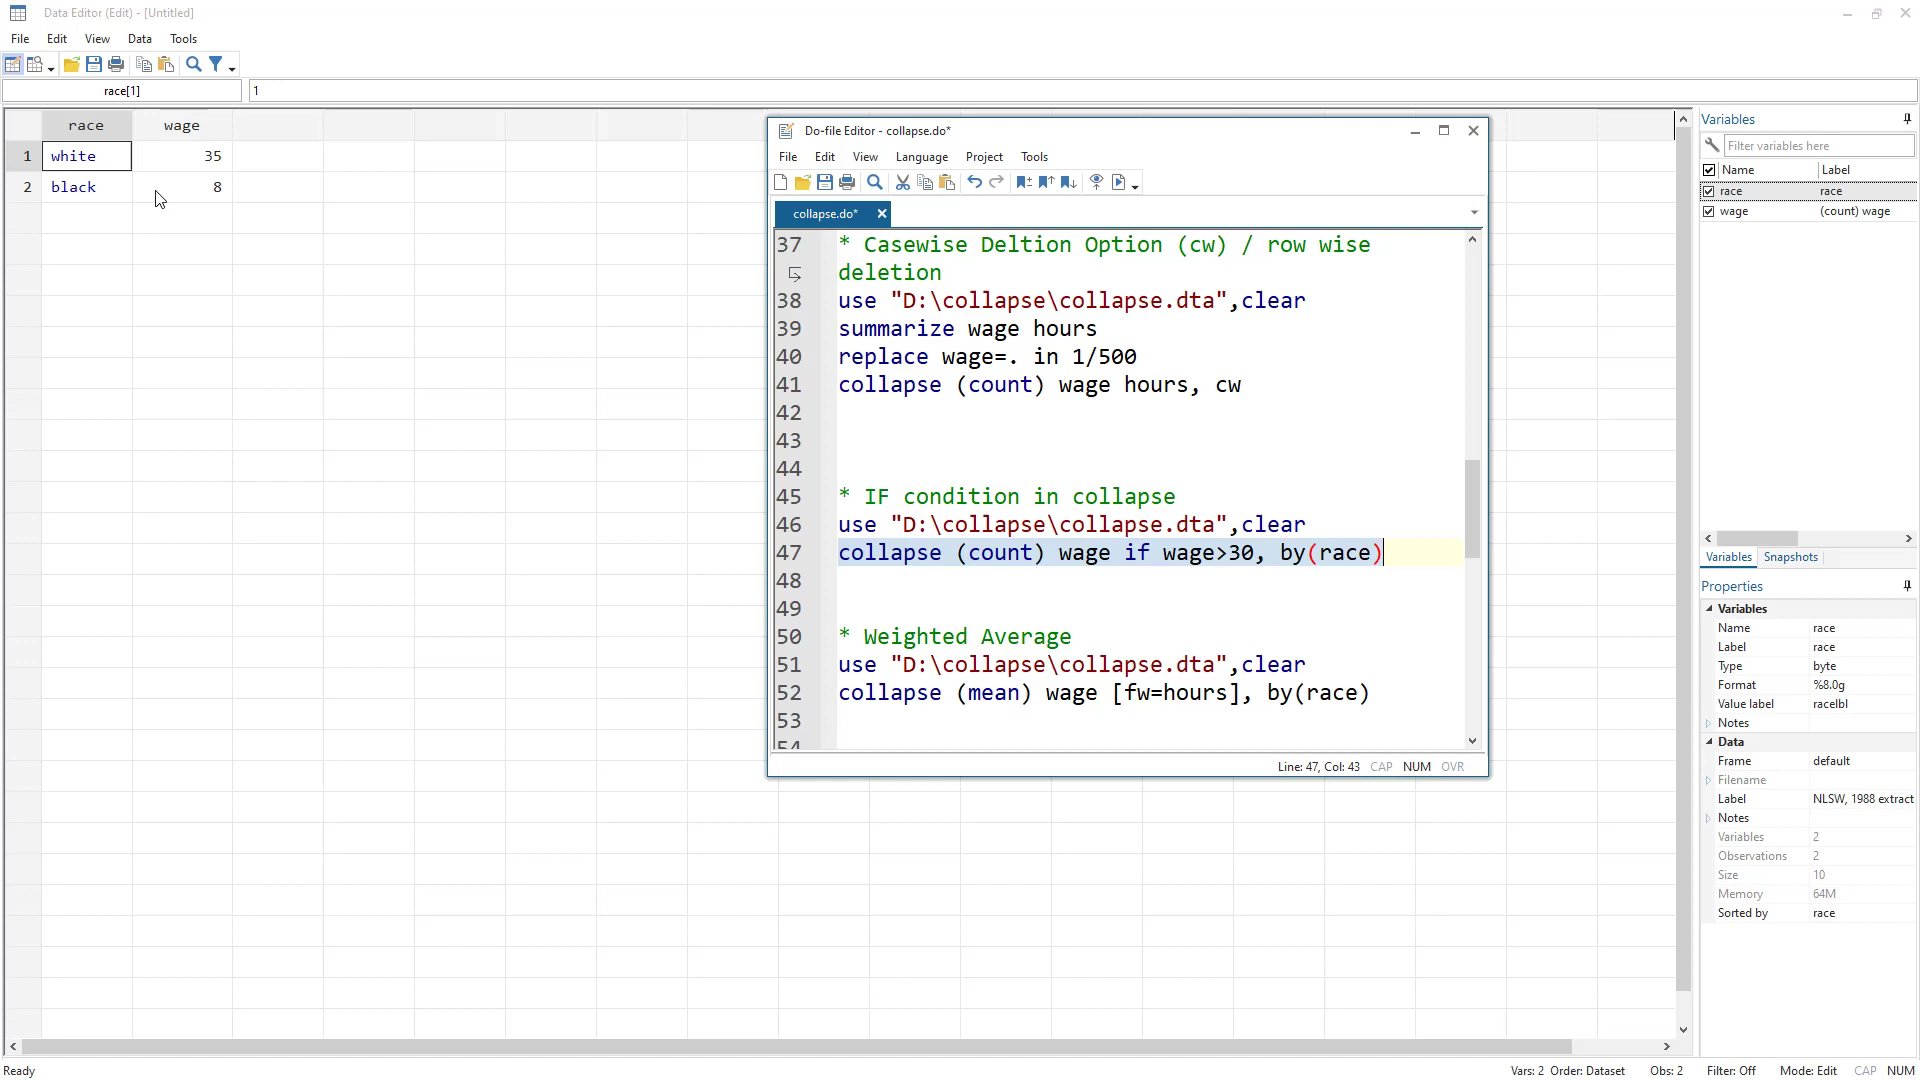 Data Editor (Edit) - [Untitled]
File Edit View Data Tools
race[1] 1
race wage
1 white 35
2 black 8
Do-file Editor - collapse.do*
File Edit View Language Project Tools
collapse.do*
37 * Casewise Deltion Option (cw) / row wise
deletion
38 use "D:\collapse\collapse.dta",clear
39 summarize wage hours
40 replace wage=. in 1/500
41 collapse (count) wage hours, cw
42
43
44
45 * IF condition in collapse
46 use "D:\collapse\collapse.dta",clear
47 collapse (count) wage if wage>30, by(race)
48
49
50 * Weighted Average
51 use "D:\collapse\collapse.dta",clear
52 collapse (mean) wage [fw=hours], by(race)
53
54
Line: 47, Col: 43 CAP NUM OVR
Variables
Filter variables here
Name Label
race race
wage (count) wage
Variables Snapshots
Properties
Variables
Name race
Label race
Type byte
Format %8.0g
Value label racelbl
Notes
Data
Frame default
Filename
Label NLSW, 1988 extract
Notes
Variables 2
Observations 2
Size 10
Memory 64M
Sorted by race
Ready Vars: 2 Order: Dataset Obs: 2 Filter: Off Mode: Edit CAP NUM